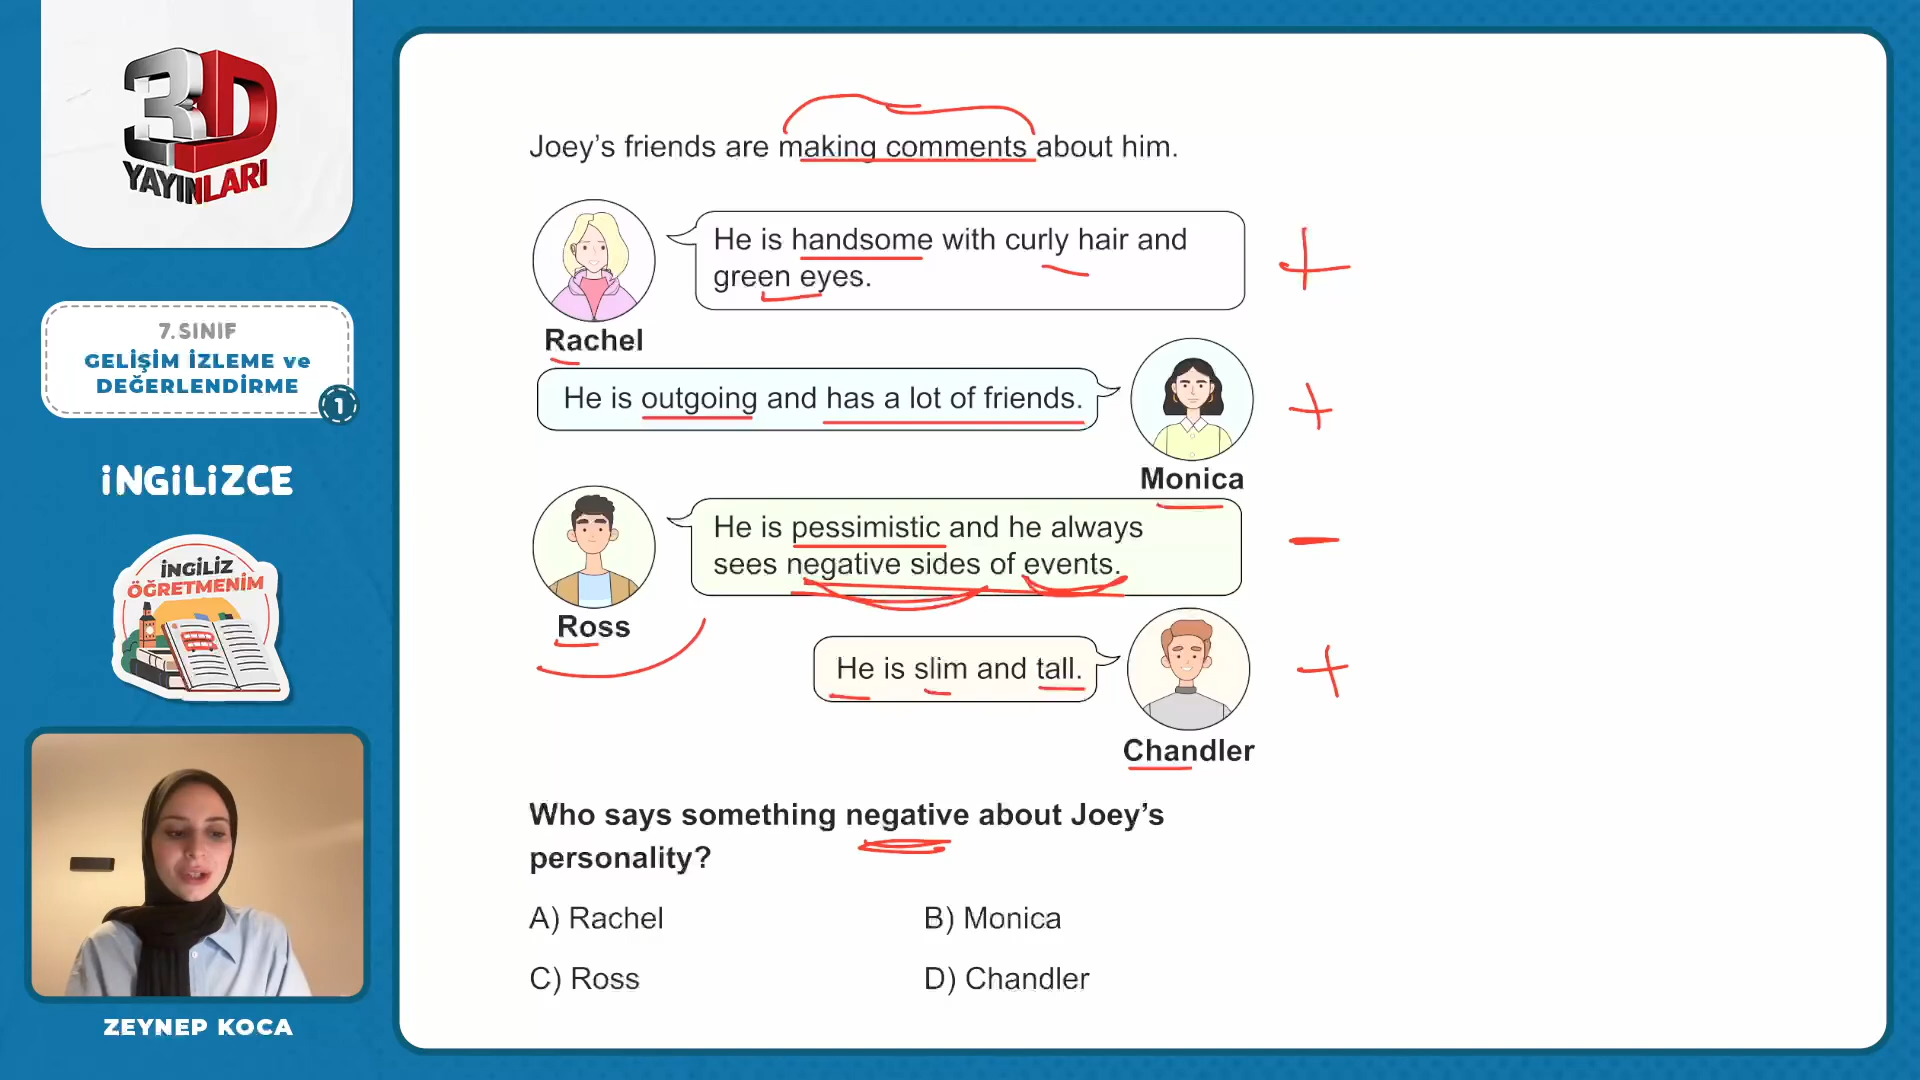 3D
YAYINLARI
7. SINIF
GELİŞİM İZLEME ve
DEĞERLENDİRME
1
İNGİLİZCE
İNGİLİZ
ÖĞRETMENİM
ZEYNEP KOCA
Joey's friends are making comments about him.
He is handsome with curly hair and
green eyes.
Rachel
He is outgoing and has a lot of friends.
Monica
He is pessimistic and he always
sees negative sides of events.
Ross
He is slim and tall.
Chandler
Who says something negative about Joey's
personality?
A) Rachel
B) Monica
C) Ross
D) Chandler